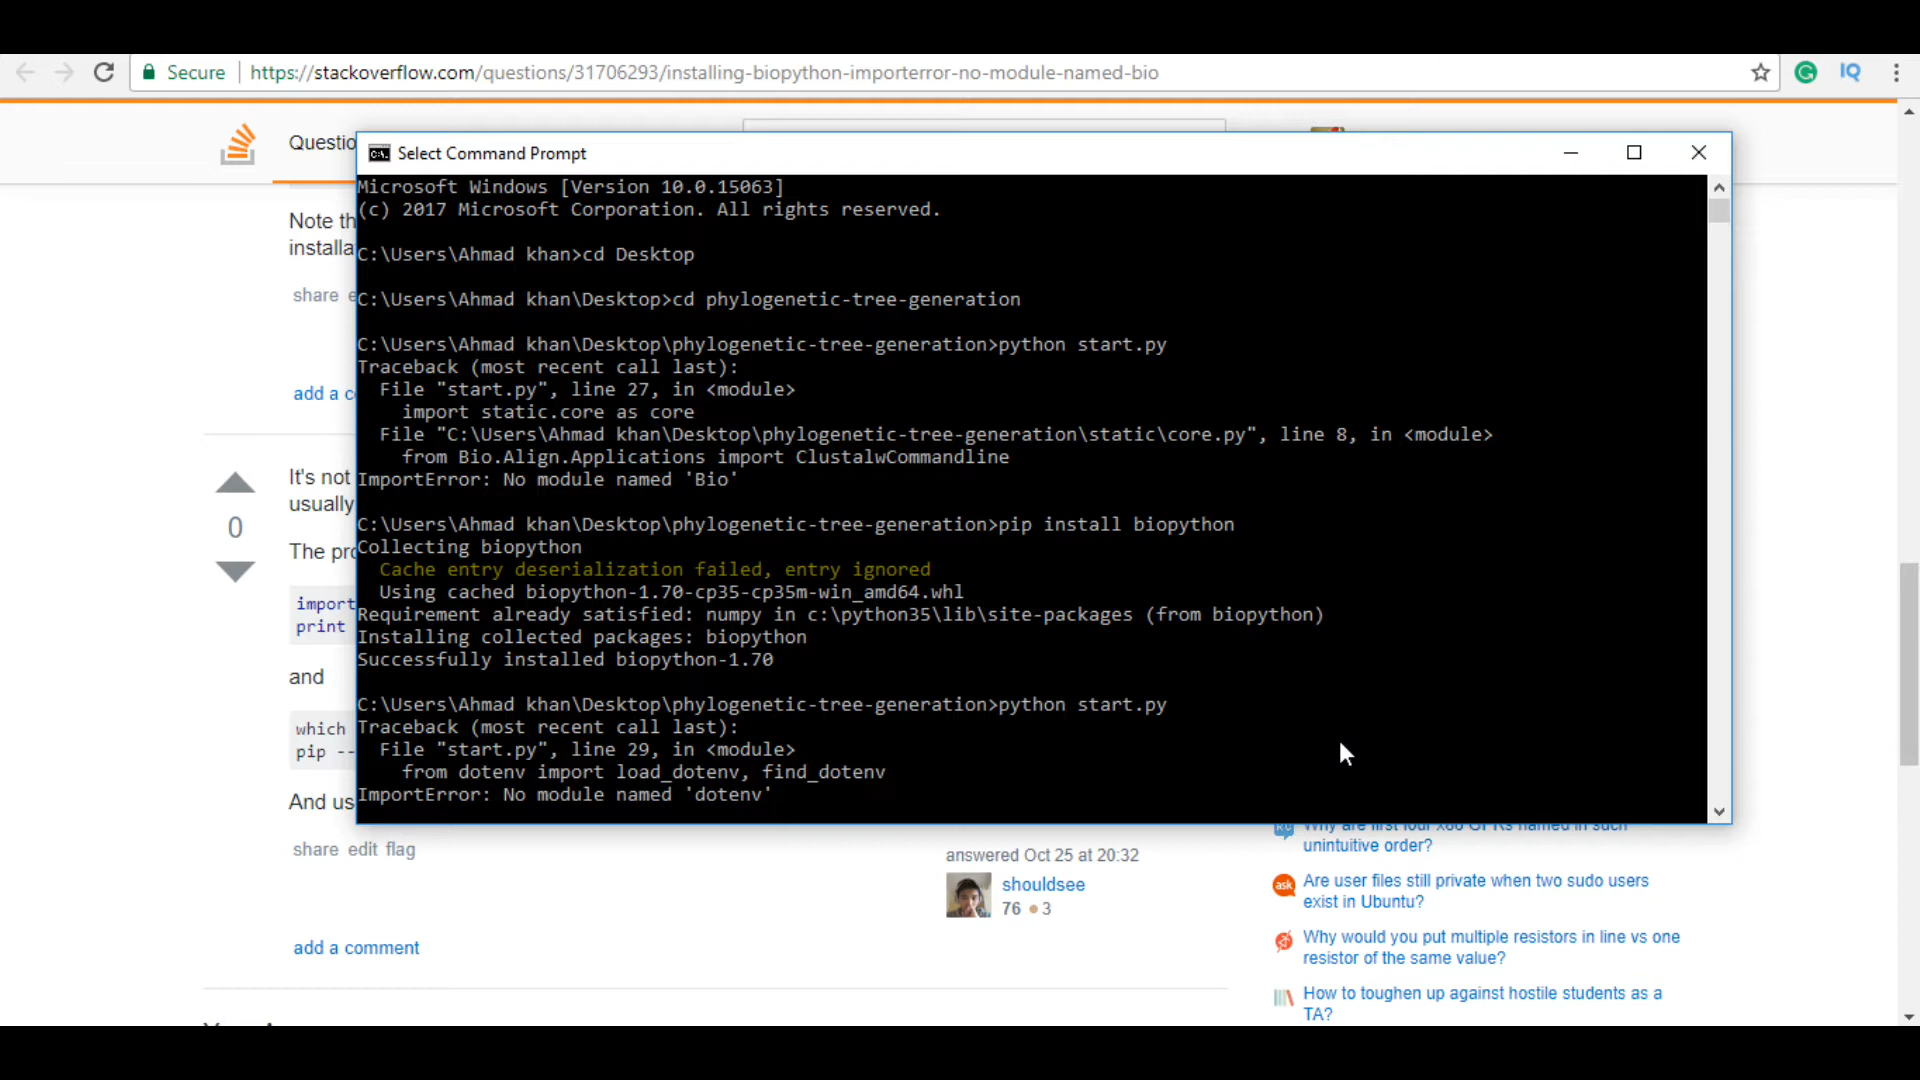 Secure | https://stackoverflow.com/questions/31706293/installing-biopython-importerror-no-module-named-bio
IQ
Questio
Select Command Prompt
Microsoft Windows [Version 10.0.15063]
(c) 2017 Microsoft Corporation. All rights reserved.
C:\Users\Ahmad khan>cd Desktop
C:\Users\Ahmad khan\Desktop>cd phylogenetic-tree-generation
C:\Users\Ahmad khan\Desktop\phylogenetic-tree-generation>python start.py
Traceback (most recent call last):
File "start.py", line 27, in <module>
import static.core as core
File "C:\Users\Ahmad khan\Desktop\phylogenetic-tree-generation\static\core.py", line 8, in <module>
from Bio.Align.Applications import ClustalwCommandline
ImportError: No module named 'Bio'
C:\Users\Ahmad khan\Desktop\phylogenetic-tree-generation>pip install biopython
Collecting biopython
Cache entry deserialization failed, entry ignored
Using cached biopython-1.70-cp35-cp35m-win_amd64.whl
Requirement already satisfied: numpy in c:\python35\lib\site-packages (from biopython)
Installing collected packages: biopython
Successfully installed biopython-1.70
C:\Users\Ahmad khan\Desktop\phylogenetic-tree-generation>python start.py
Traceback (most recent call last):
File "start.py", line 29, in <module>
from dotenv import load_dotenv, find_dotenv
ImportError: No module named 'dotenv'
Note th
installa
share e
add a c
It's not
usually
0
The pro
import
print
and
which
pip --
And us
share edit flag
answered Oct 25 at 20:32
shouldsee
76 3
add a comment
Why are first four x86 GPRs named in such
unintuitive order?
ask
Are user files still private when two sudo users
exist in Ubuntu?
Why would you put multiple resistors in line vs one
resistor of the same value?
How to toughen up against hostile students as a
TA?